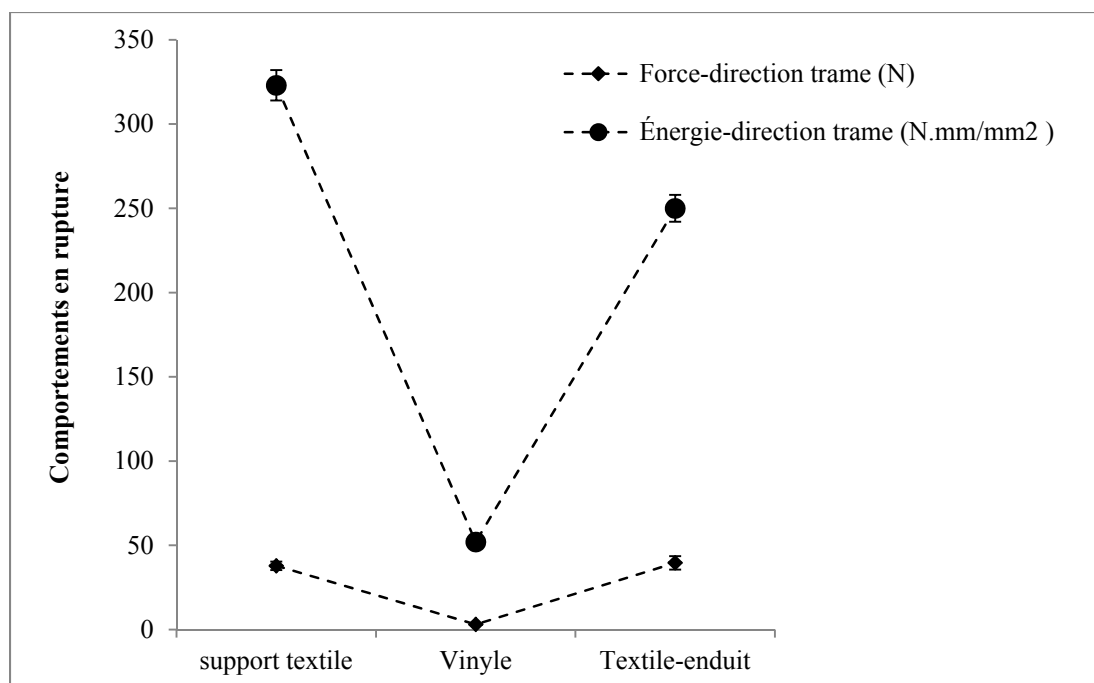 350
300
250
200
150
100
50
0
Comportements en rupture
Force-direction trame (N)
Énergie-direction trame (N.mm/mm2 )
support textile
Vinyle
Textile-enduit